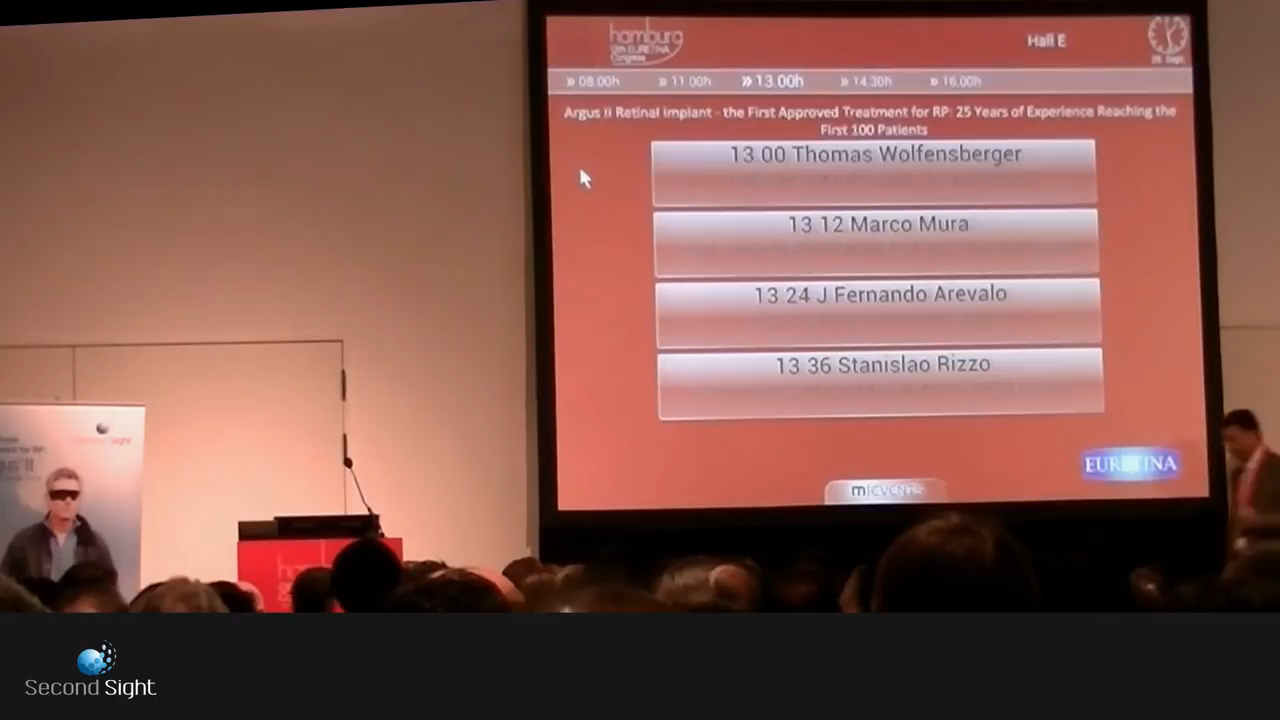 hamburg
EURETINA
Congress
Hall E
» 08.00h » 11.00h » 13.00h » 14.30h » 16.00h
Argus II Retinal Implant - the First Approved Treatment for RP: 25 Years of Experience Reaching the
First 100 Patients
13 00 Thomas Wolfensberger
13 12 Marco Mura
13 24 J Fernando Arevalo
13 36 Stanislao Rizzo
EURETINA
m|EVENTS
Second Sight